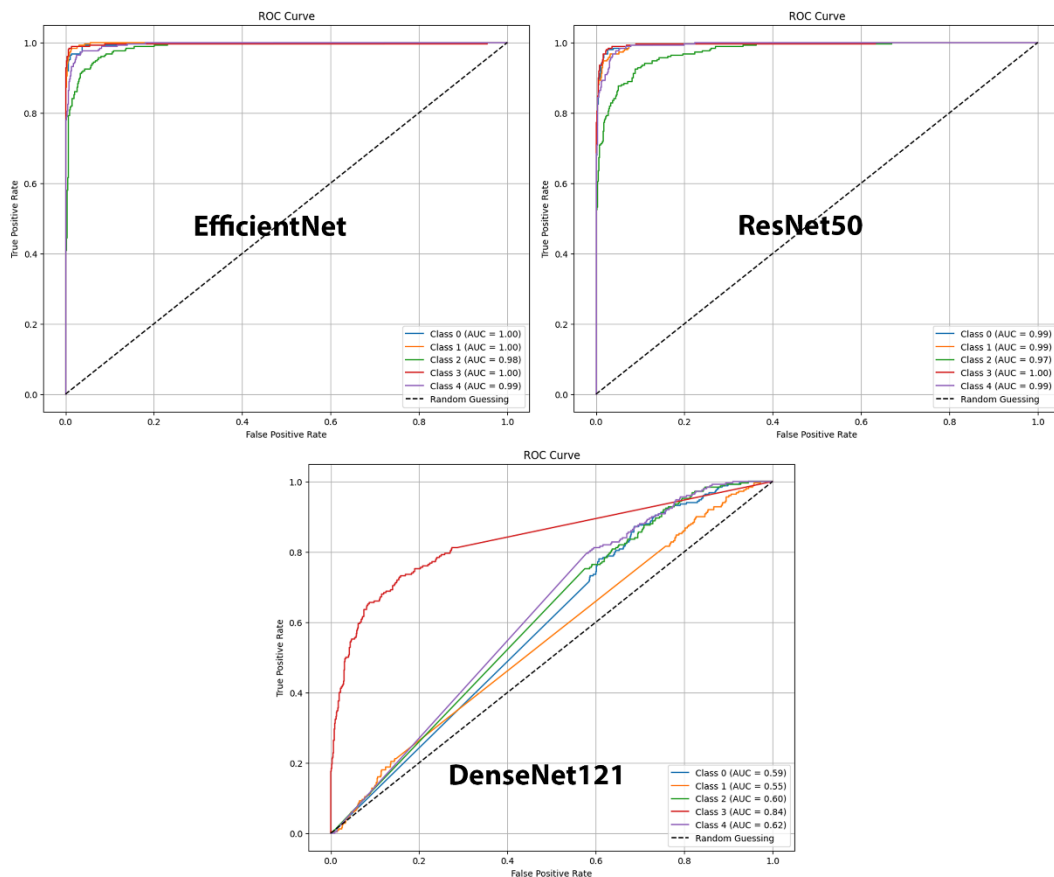 ROC Curve
1.0
0.8
0.6
0.4
0.2
0.0
True Positive Rate
EfficientNet
Class 0 (AUC = 1.00)
Class 1 (AUC = 1.00)
Class 2 (AUC = 0.98)
Class 3 (AUC = 1.00)
Class 4 (AUC = 0.99)
Random Guessing
0.0 0.2 0.4 0.6 0.8 1.0
False Positive Rate
ROC Curve
1.0
0.8
0.6
0.4
0.2
0.0
True Positive Rate
ResNet50
Class 0 (AUC = 0.99)
Class 1 (AUC = 0.99)
Class 2 (AUC = 0.97)
Class 3 (AUC = 1.00)
Class 4 (AUC = 0.99)
Random Guessing
0.0 0.2 0.4 0.6 0.8 1.0
False Positive Rate
ROC Curve
1.0
0.8
0.6
0.4
0.2
0.0
True Positive Rate
DenseNet121
Class 0 (AUC = 0.59)
Class 1 (AUC = 0.55)
Class 2 (AUC = 0.60)
Class 3 (AUC = 0.84)
Class 4 (AUC = 0.62)
Random Guessing
0.0 0.2 0.4 0.6 0.8 1.0
False Positive Rate